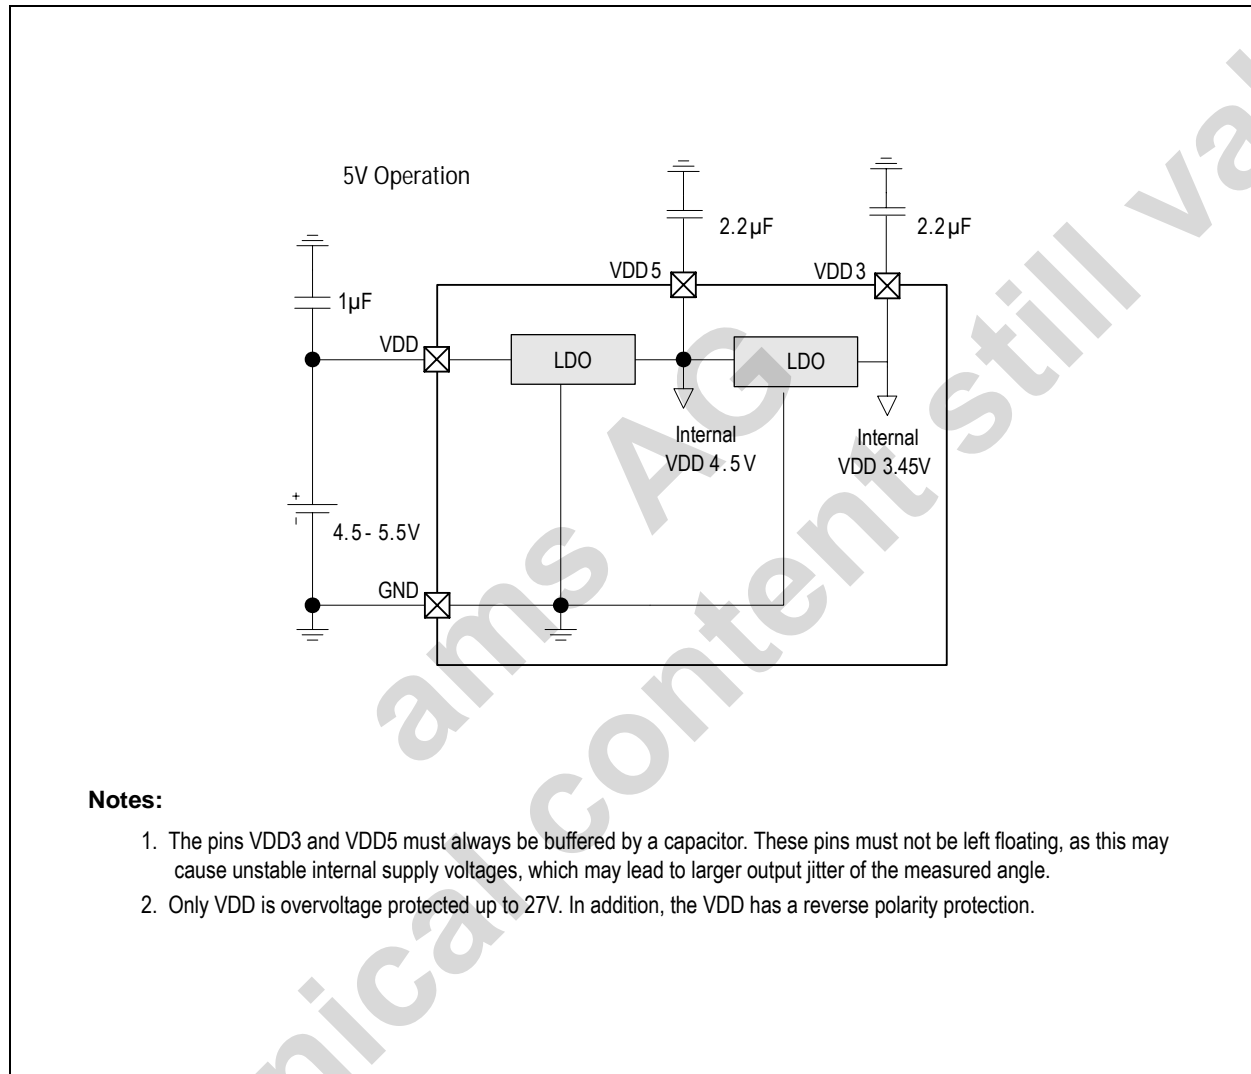 5V Operation
2.2µF
2.2µF
VDD5
VDD3
1µF
VDD
LDO
LDO
Internal
VDD 4.5V
Internal
VDD 3.45V
+
-
4.5 - 5.5V
GND
Notes:
1. The pins VDD3 and VDD5 must always be buffered by a capacitor. These pins must not be left floating, as this may
cause unstable internal supply voltages, which may lead to larger output jitter of the measured angle.
2. Only VDD is overvoltage protected up to 27V. In addition, the VDD has a reverse polarity protection.
ams AG
content still